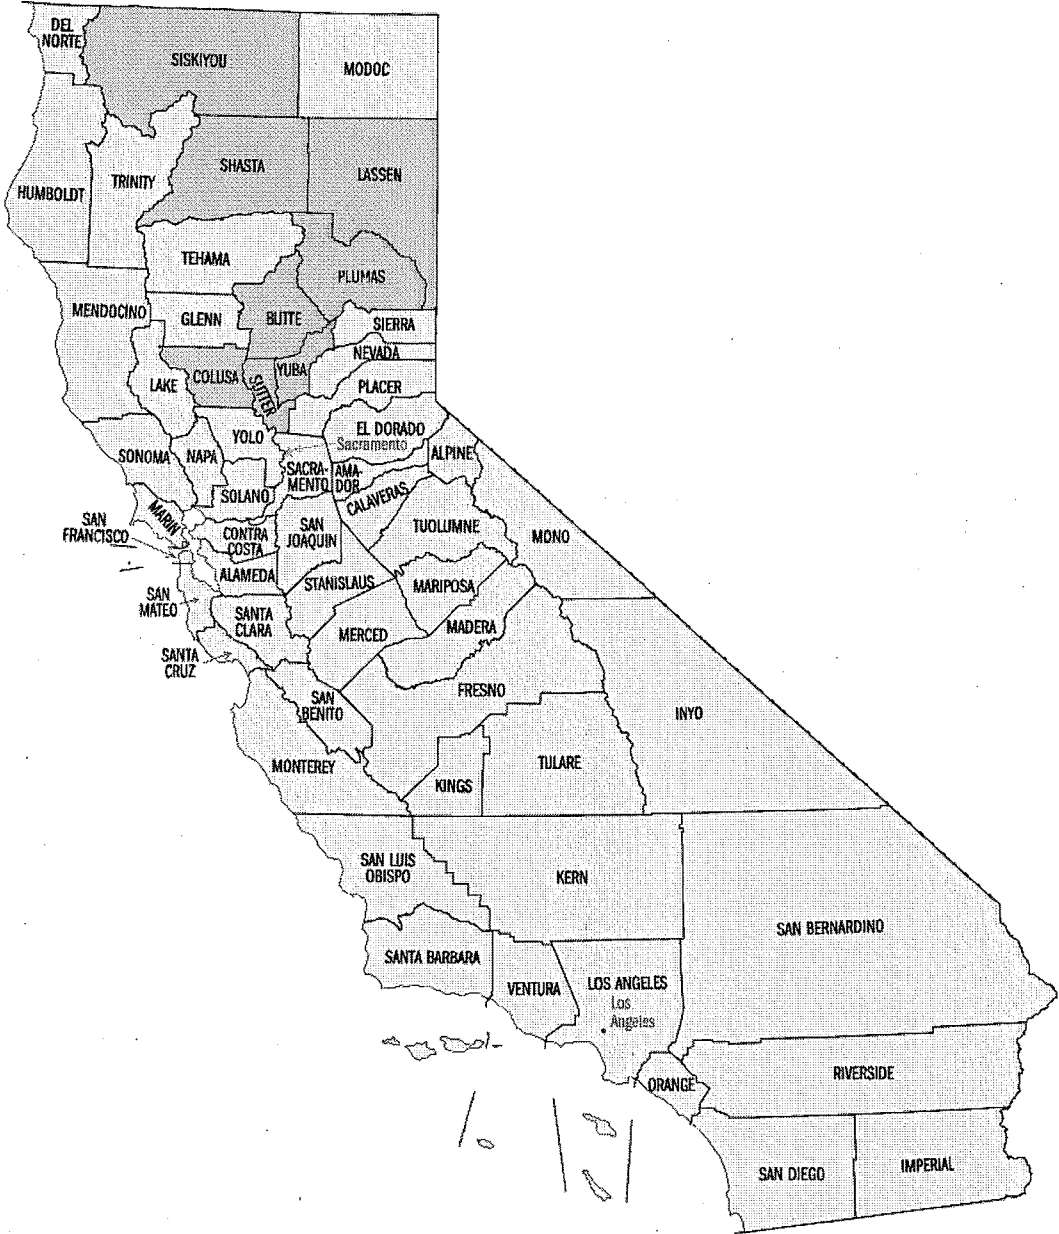 DEL
NORTE
SISKIYOU
MODOC
HUMBOLDT
TRINITY
SHASTA
LASSEN
TEHAMA
PLUMAS
MENDOCINO
GLENN
BUTTE
SIERRA
NEVADA
LAKE
COLUSA
SUTTER
YUBA
PLACER
YOLO
EL DORADO
Sacramento
SONOMA
NAPA
SOLANO
SACRA-
MENTO
AMA-
DOR
ALPINE
CALAVERAS
MARIN
SAN
FRANCISCO
CONTRA
COSTA
SAN
JOAQUIN
TUOLUMNE
MONO
ALAMEDA
STANISLAUS
MARIPOSA
SAN
MATEO
SANTA
CLARA
MERCED
MADERA
SANTA
CRUZ
SAN
BENITO
FRESNO
INYO
MONTEREY
KINGS
TULARE
SAN LUIS
OBISPO
KERN
SAN BERNARDINO
SANTA BARBARA
VENTURA
LOS ANGELES
Los
Angeles
ORANGE
RIVERSIDE
SAN DIEGO
IMPERIAL